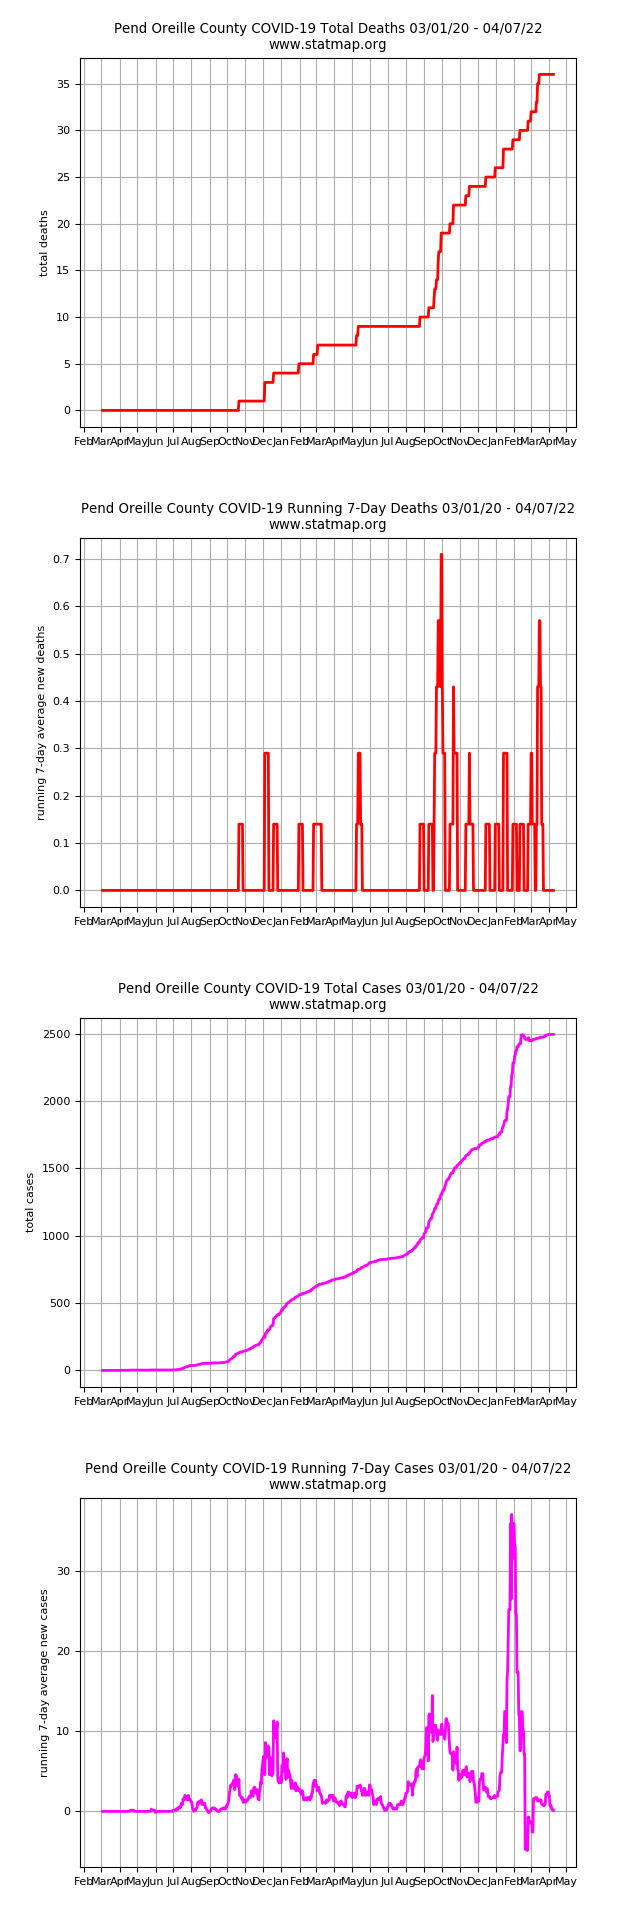 Pend Oreille County COVID-19 Total Deaths 03/01/20 - 04/07/22
www.statmap.org
35
30
25
20
15
10
5
0
total deaths
Feb Mar Apr May Jun Jul Aug Sep Oct Nov Dec Jan Feb Mar Apr May Jun Jul Aug Sep Oct Nov Dec Jan Feb Mar Apr May
Pend Oreille County COVID-19 Running 7-Day Deaths 03/01/20 - 04/07/22
www.statmap.org
0.7
0.6
0.5
0.4
0.3
0.2
0.1
0.0
running 7-day average new deaths
Feb Mar Apr May Jun Jul Aug Sep Oct Nov Dec Jan Feb Mar Apr May Jun Jul Aug Sep Oct Nov Dec Jan Feb Mar Apr May
Pend Oreille County COVID-19 Total Cases 03/01/20 - 04/07/22
www.statmap.org
2500
2000
1500
1000
500
0
total cases
Feb Mar Apr May Jun Jul Aug Sep Oct Nov Dec Jan Feb Mar Apr May Jun Jul Aug Sep Oct Nov Dec Jan Feb Mar Apr May
Pend Oreille County COVID-19 Running 7-Day Cases 03/01/20 - 04/07/22
www.statmap.org
30
20
10
0
running 7-day average new cases
Feb Mar Apr May Jun Jul Aug Sep Oct Nov Dec Jan Feb Mar Apr May Jun Jul Aug Sep Oct Nov Dec Jan Feb Mar Apr May